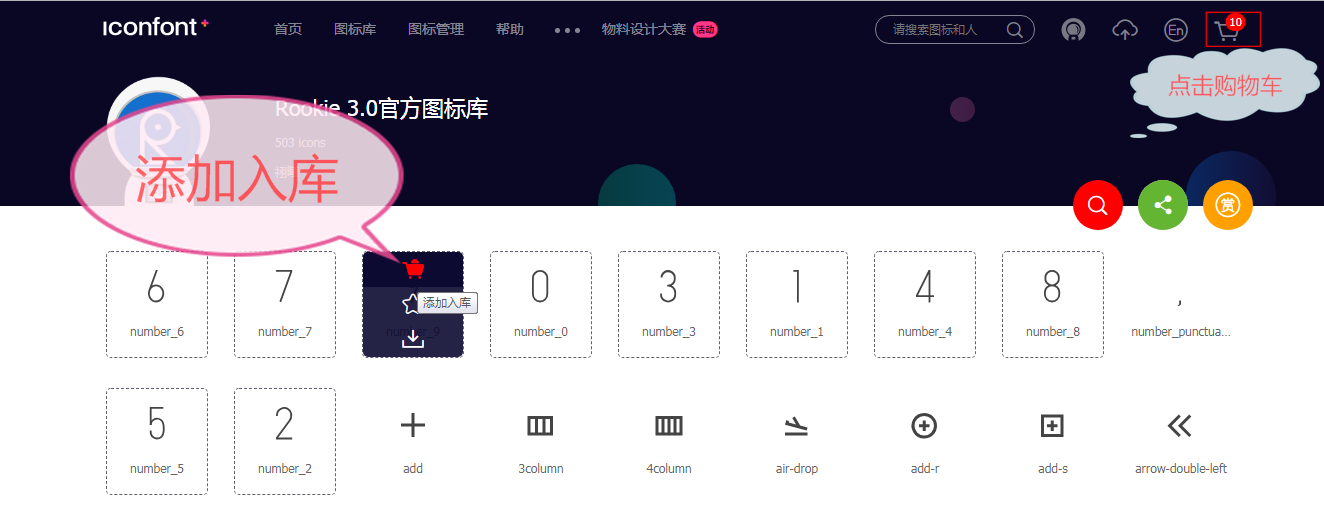 iconfont+
首页 图标库 图标管理 帮助 物料设计大赛 活动
请搜索图标和人
En
10
点击购物车
Rookie 3.0官方图标库
503 icons
添加入库
赏
6 7 0 3 1 4 8 ,
添加入库
number_6 number_7 number_9 number_0 number_3 number_1 number_4 number_8 number_punctua...
5 2
number_5 number_2 add 3column 4column air-drop add-r add-s arrow-double-left